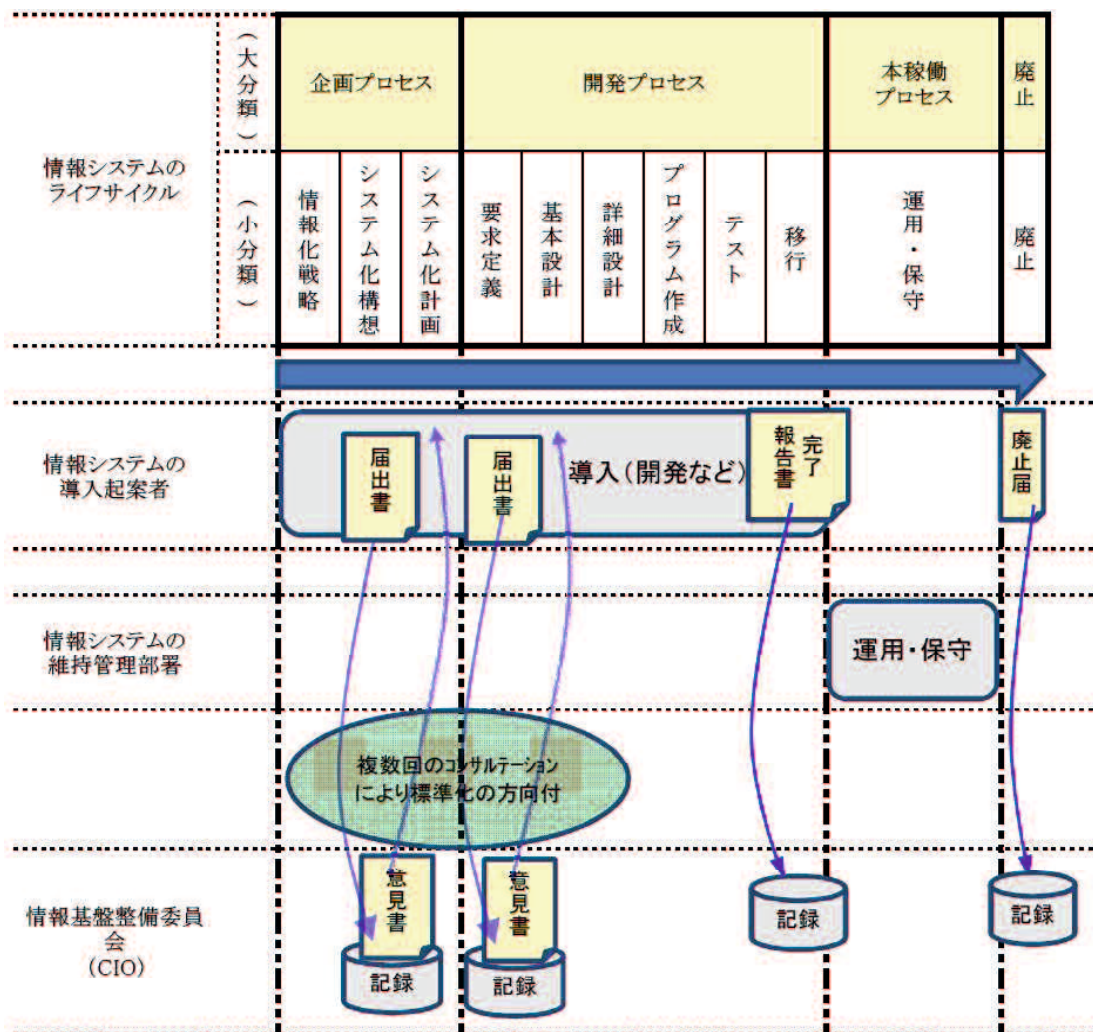 情報システムの
ライフサイクル
（大分類）
企画プロセス
開発プロセス
本稼働
プロセス
廃止
（小分類）
情報化戦略
システム化構想
システム化計画
要求定義
基本設計
詳細設計
プログラム作成
テスト
移行
運用・保守
廃止
情報システムの
導入起案者
届出書
届出書
導入（開発など）
完了
報告書
廃止届
情報システムの
維持管理部署
運用・保守
複数回のｺﾝｻﾙﾃｰｼｮﾝ
により標準化の方向付
情報基盤整備委員
会
（CIO）
意見書
記録
意見書
記録
記録
記録